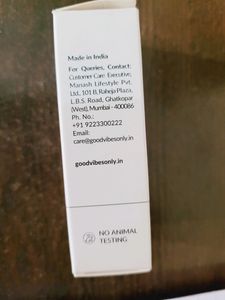 Made in India
For Queries, Contact:
Customer Care Executive,
Manash Lifestyle Pvt.
Ltd., 101 B, Raheja Plaza,
L.B.S. Road, Ghatkopar
(West), Mumbai - 400086
Ph. No.:
+91 9223300222
Email:
care@goodvibesonly.in
goodvibesonly.in
NO ANIMAL
TESTING